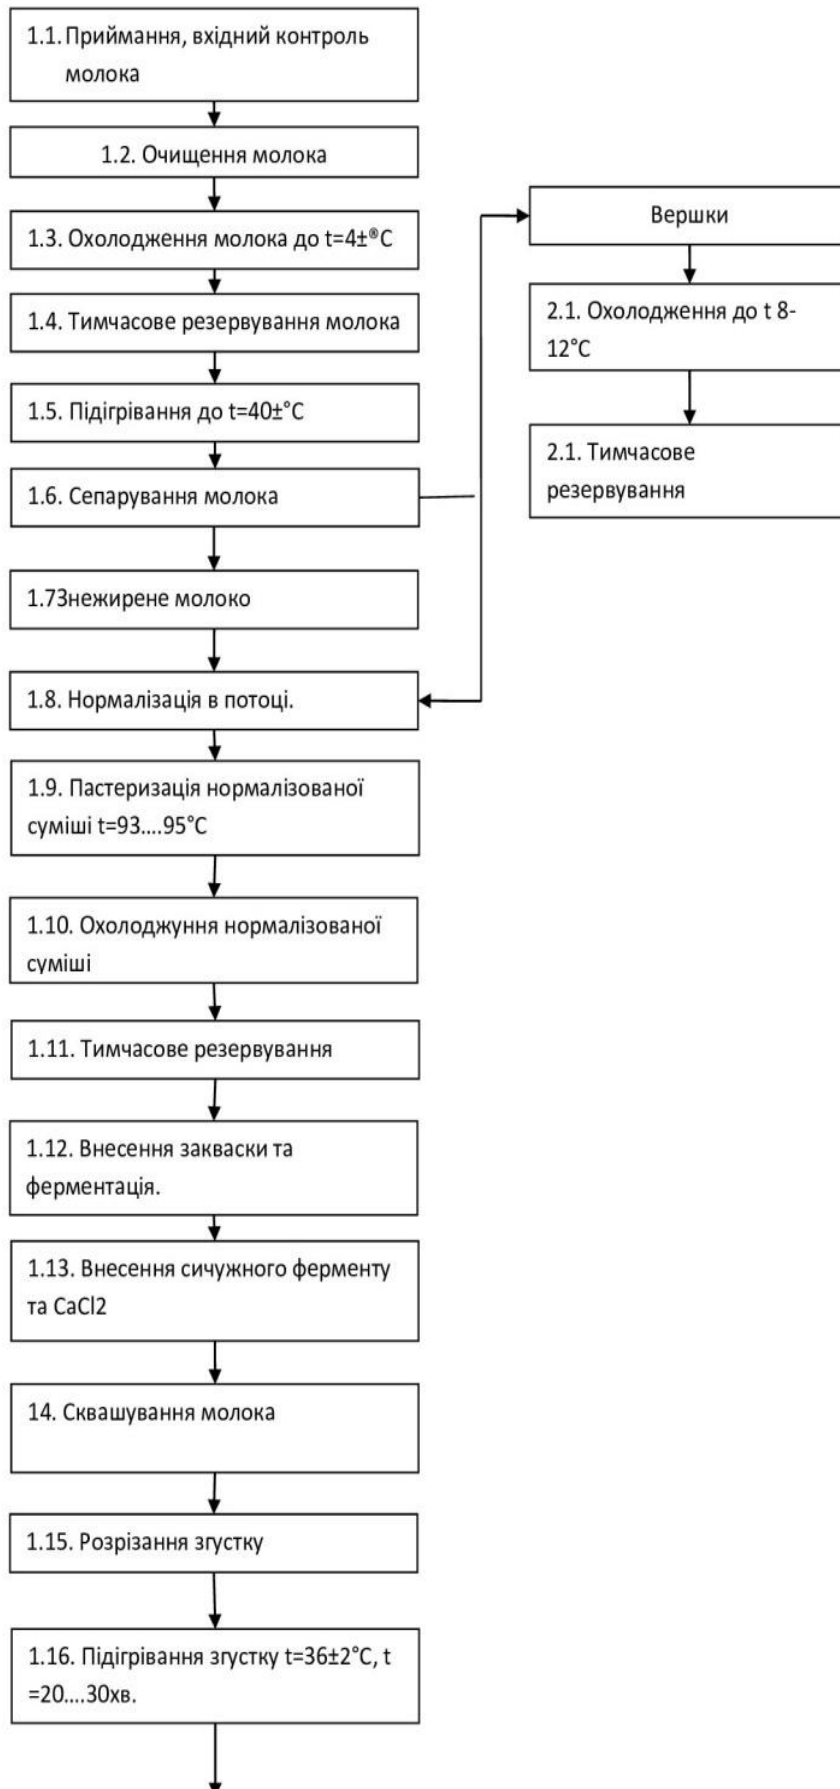 1.1. Приймання, вхідний контроль
молока
1.2. Очищення молока
1.3. Охолодження молока до t=4±®С
1.4. Тимчасове резервування молока
1.5. Підігрівання до t=40±°С
1.6. Сепарування молока
1.7Знежирене молоко
1.8. Нормалізація в потоці.
1.9. Пастеризація нормалізованої
суміші t=93....95°С
1.10. Охолоджуння нормалізованої
суміші
1.11. Тимчасове резервування
1.12. Внесення закваски та
ферментація.
1.13. Внесення сичужного ферменту
та CaCl2
14. Сквашування молока
1.15. Розрізання згустку
1.16. Підігрівання згустку t=36±2°С, t
=20....30хв.
Вершки
2.1. Охолодження до t 8-
12°С
2.1. Тимчасове
резервування